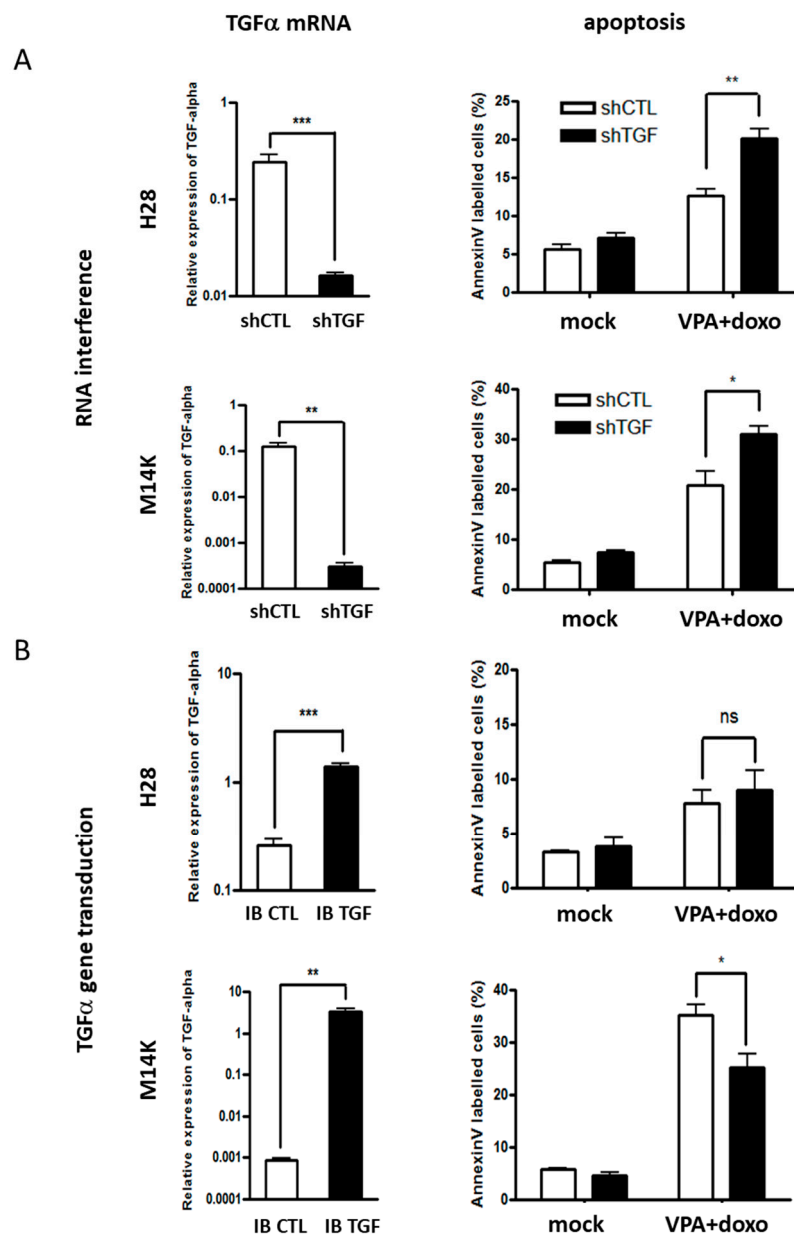 TGFα mRNA
apoptosis
A
RNA interference
H28
Relative expression of TGF-alpha
1
0.1
0.01
***
shCTL shTGF
AnnexinV labelled cells (%)
25
20
15
10
5
0
shCTL
shTGF
**
mock VPA+doxo
M14K
Relative expression of TGF-alpha
1
0.1
0.01
0.001
0.0001
**
shCTL shTGF
AnnexinV labelled cells (%)
40
30
20
10
0
shCTL
shTGF
*
mock VPA+doxo
B
TGFα gene transduction
H28
Relative expression of TGF-alpha
10
1
0.1
***
IB CTL IB TGF
AnnexinV labelled cells (%)
20
15
10
5
0
ns
mock VPA+doxo
M14K
Relative expression of TGF-alpha
10
1
0.1
0.01
0.001
0.0001
**
IB CTL IB TGF
AnnexinV labelled cells (%)
40
30
20
10
0
*
mock VPA+doxo